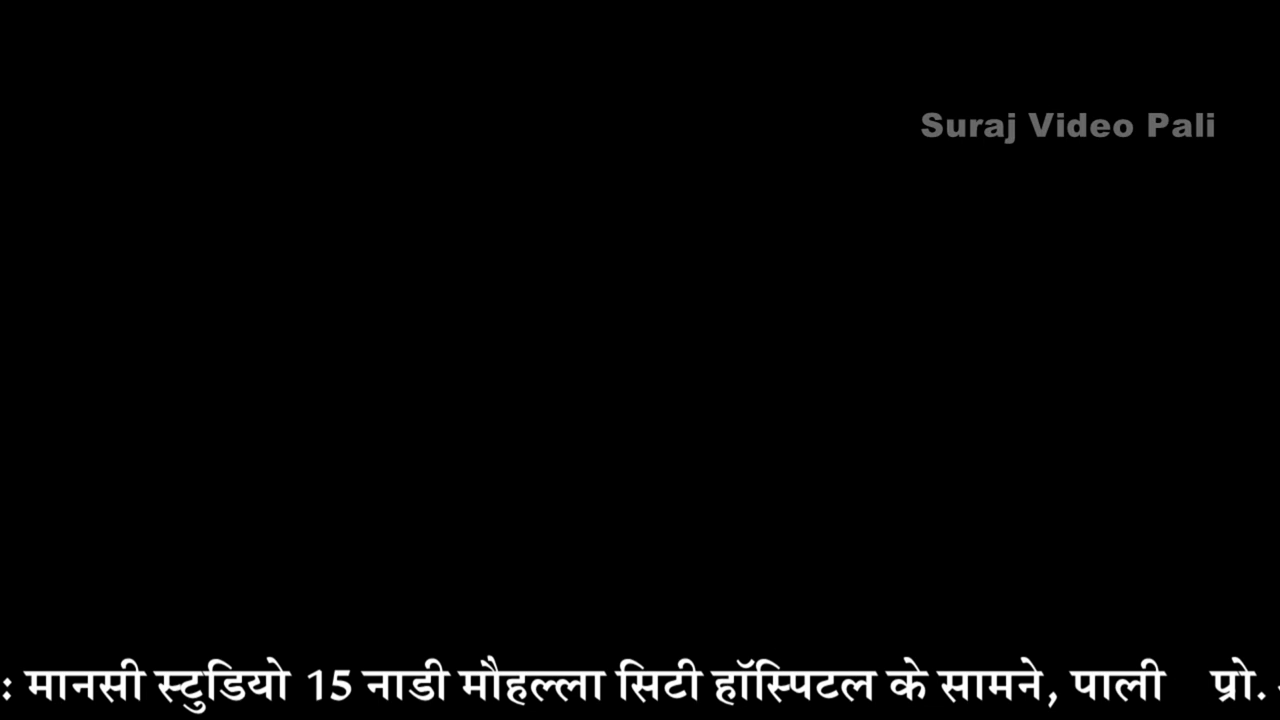 Suraj Video Pali
: मानसी स्टुडियो 15 नाडी मौहल्ला सिटी हॉस्पिटल के सामने, पाली प्रो.